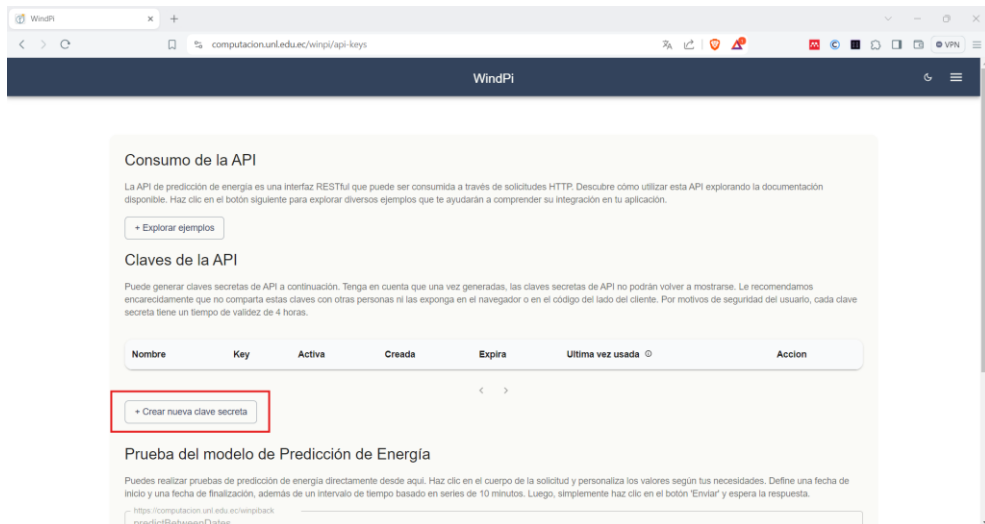 WindPi
computacion.unl.edu.ec/winpi/api-keys
VPN
WindPi
Consumo de la API
La API de predicción de energía es una interfaz RESTful que puede ser consumida a través de solicitudes HTTP. Descubre cómo utilizar esta API explorando la documentación
disponible. Haz clic en el botón siguiente para explorar diversos ejemplos que te ayudarán a comprender su integración en tu aplicación.
+ Explorar ejemplos
Claves de la API
Puede generar claves secretas de API a continuación. Tenga en cuenta que una vez generadas, las claves secretas de API no podrán volver a mostrarse. Le recomendamos
encarecidamente que no comparta estas claves con otras personas ni las exponga en el navegador o en el código del lado del cliente. Por motivos de seguridad del usuario, cada clave
secreta tiene un tiempo de validez de 4 horas.
Nombre Key Activa Creada Expira Ultima vez usada Accion
+ Crear nueva clave secreta
Prueba del modelo de Predicción de Energía
Puedes realizar pruebas de predicción de energía directamente desde aquí. Haz clic en el cuerpo de la solicitud y personaliza los valores según tus necesidades. Define una fecha de
inicio y una fecha de finalización, además de un intervalo de tiempo basado en series de 10 minutos. Luego, simplemente haz clic en el botón 'Enviar' y espera la respuesta.
https://computacion.unl.edu.ec/winpiback
predictBetweenDates